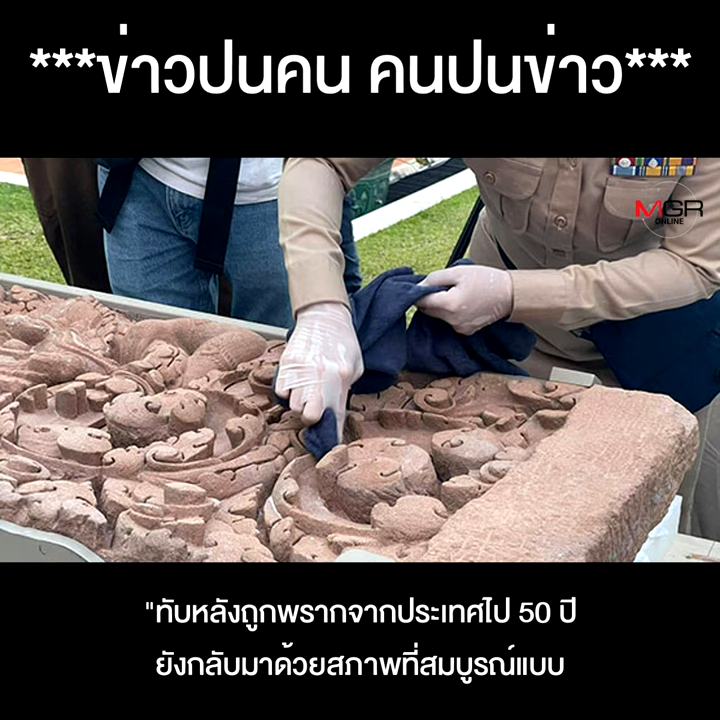 ***ข่าวปนคน คนปนข่าว***
MGR
ONLINE
"ทับหลังถูกพรากจากประเทศไป 50 ปี
ยังกลับมาด้วยสภาพที่สมบูรณ์แบบ